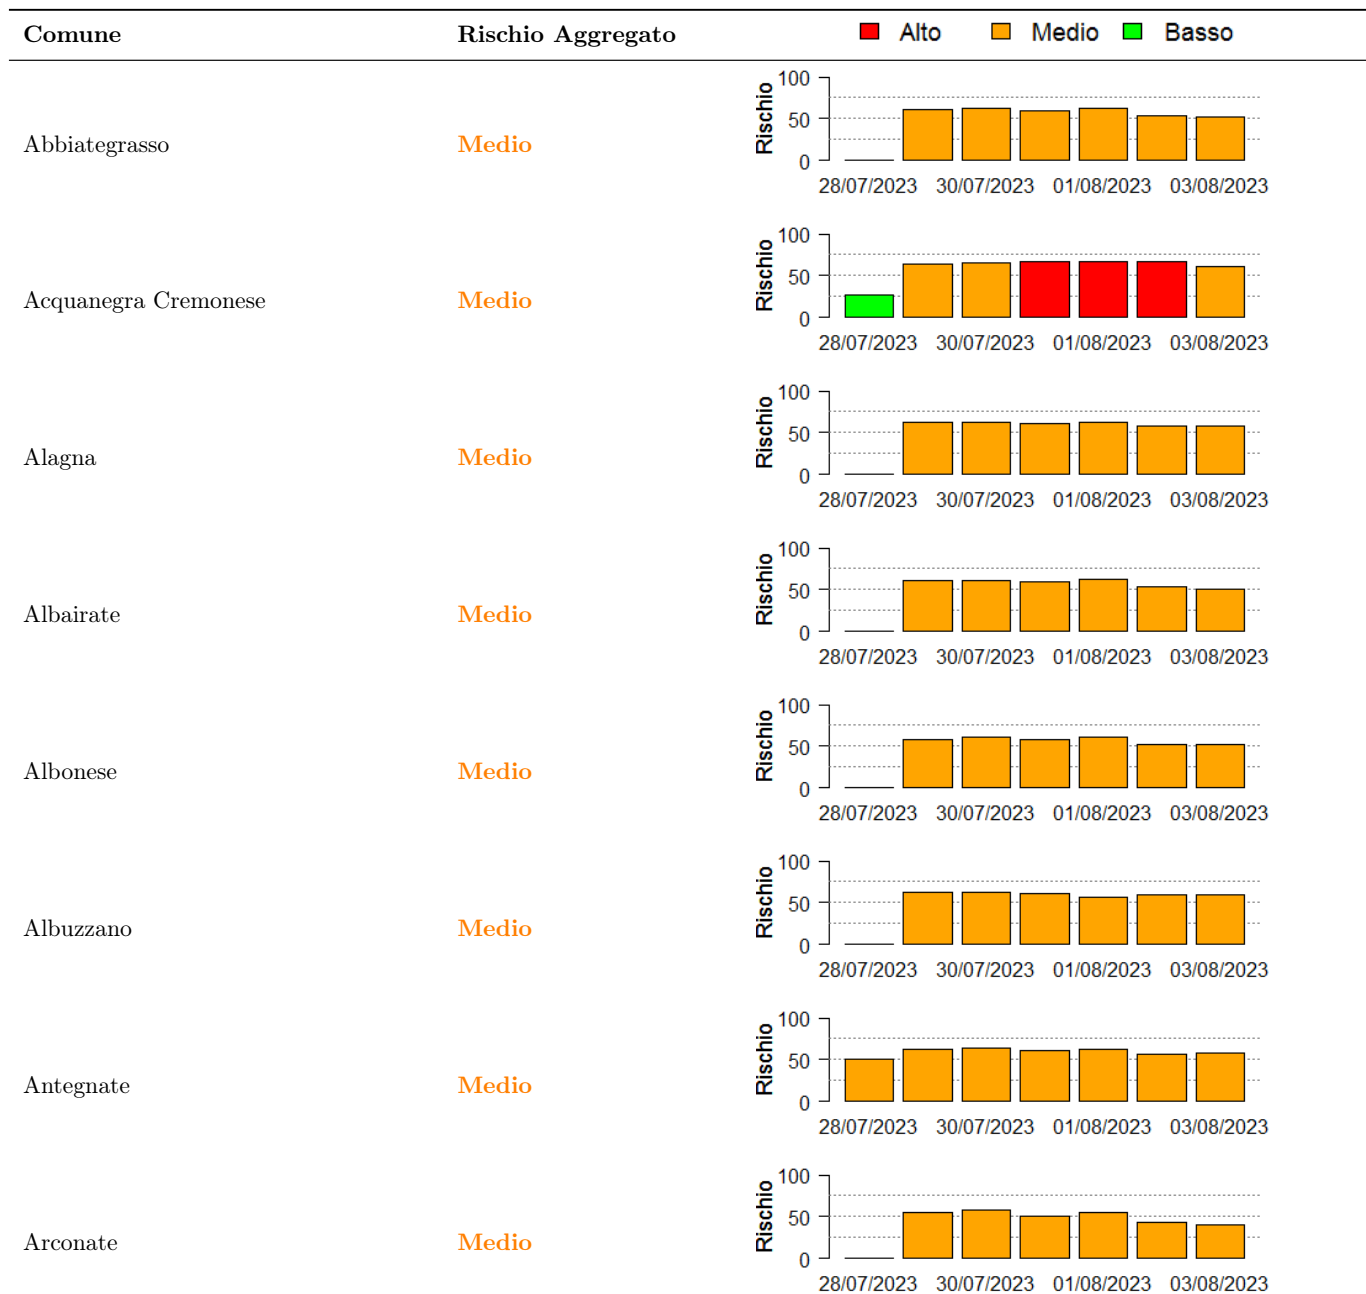 Comune Rischio Aggregato Alto Medio Basso
Abbiategrasso Medio
Rischio
100
50
0
28/07/2023 30/07/2023 01/08/2023 03/08/2023
Acquanegra Cremonese Medio
Rischio
100
50
0
28/07/2023 30/07/2023 01/08/2023 03/08/2023
Alagna Medio
Rischio
100
50
0
28/07/2023 30/07/2023 01/08/2023 03/08/2023
Albairate Medio
Rischio
100
50
0
28/07/2023 30/07/2023 01/08/2023 03/08/2023
Albonese Medio
Rischio
100
50
0
28/07/2023 30/07/2023 01/08/2023 03/08/2023
Albuzzano Medio
Rischio
100
50
0
28/07/2023 30/07/2023 01/08/2023 03/08/2023
Antegnate Medio
Rischio
100
50
0
28/07/2023 30/07/2023 01/08/2023 03/08/2023
Arconate Medio
Rischio
100
50
0
28/07/2023 30/07/2023 01/08/2023 03/08/2023